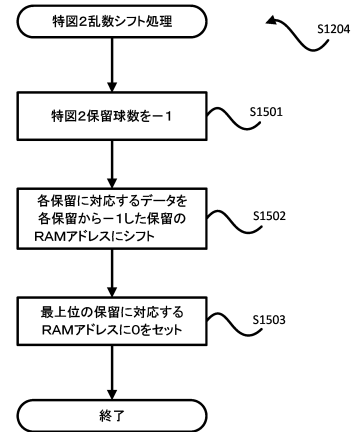 特図2乱数シフト処理
S1204
特図2保留球数を－1
S1501
各保留に対応するデータを
各保留から－1した保留の
RAMアドレスにシフト
S1502
最上位の保留に対応する
RAMアドレスに0をセット
S1503
終了